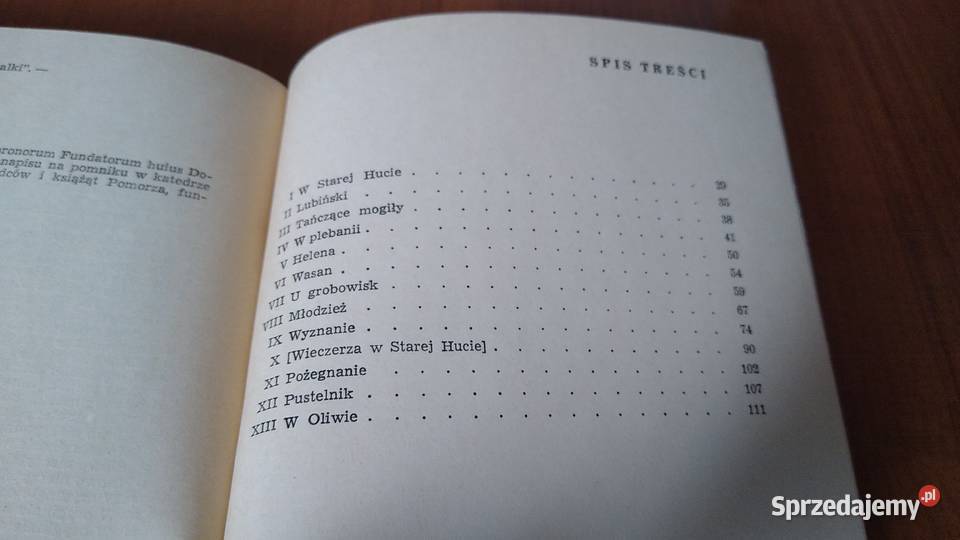 alki". —
oronorum Fundatorum huius Do-
napisu na pomniku w katedrze
dców i książąt Pomorza, fun-
SPIS TREŚCI
I W Starej Hucie . . . . . . . . . . . . . 29
II Lubiński . . . . . . . . . . . . . . 35
III Tańczące mogiły . . . . . . . . . . . . . 38
IV W plebanii . . . . . . . . . . . . . . 41
V Helena . . . . . . . . . . . . . . . 50
VI Wasan . . . . . . . . . . . . . . . 54
VII U grobowisk . . . . . . . . . . . . . 59
VIII Młodzież . . . . . . . . . . . . . . 67
IX Wyznanie . . . . . . . . . . . . . . 74
X [Wieczerza w Starej Hucie] . . . . . . . . . 90
XI Pożegnanie . . . . . . . . . . . . . 102
XII Pustelnik . . . . . . . . . . . . . . 107
XIII W Oliwie . . . . . . . . . . . . . . 111
Sprzedajemy.pl